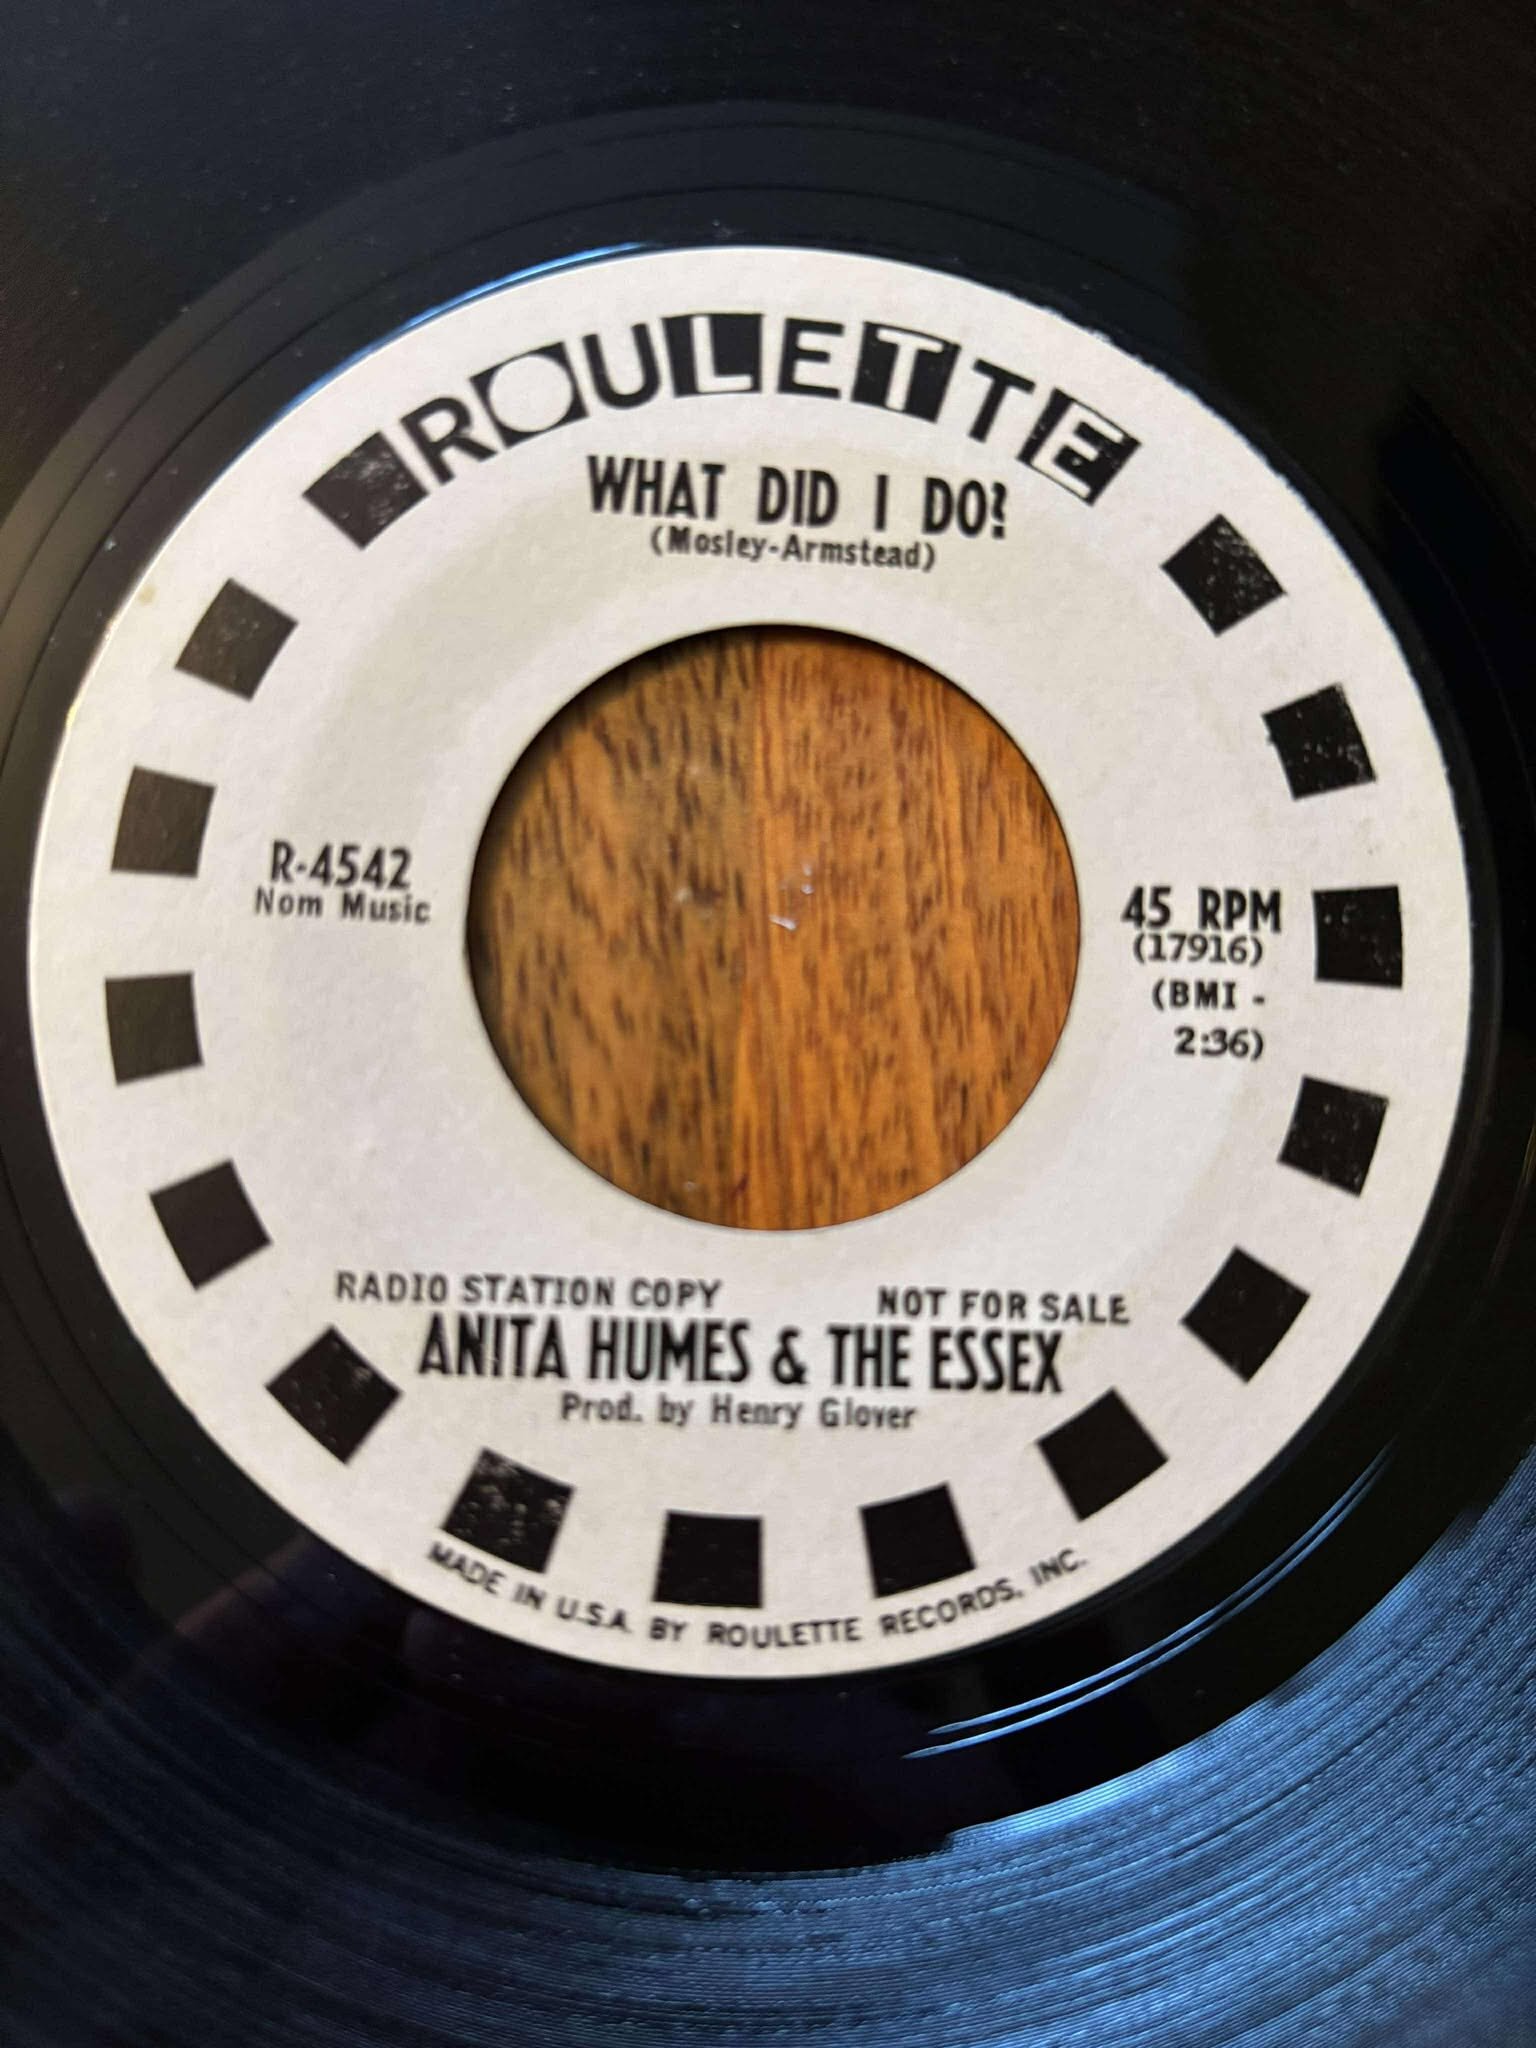 ROULETTE
WHAT DID I DO?
(Mosley-Armstead)
R-4542
Nom Music
45 RPM
(17916)
(BMI -
2:36)
RADIO STATION COPY NOT FOR SALE
ANITA HUMES & THE ESSEX
Prod. by Henry Glover
MADE IN U.S.A. BY ROULETTE RECORDS, INC.